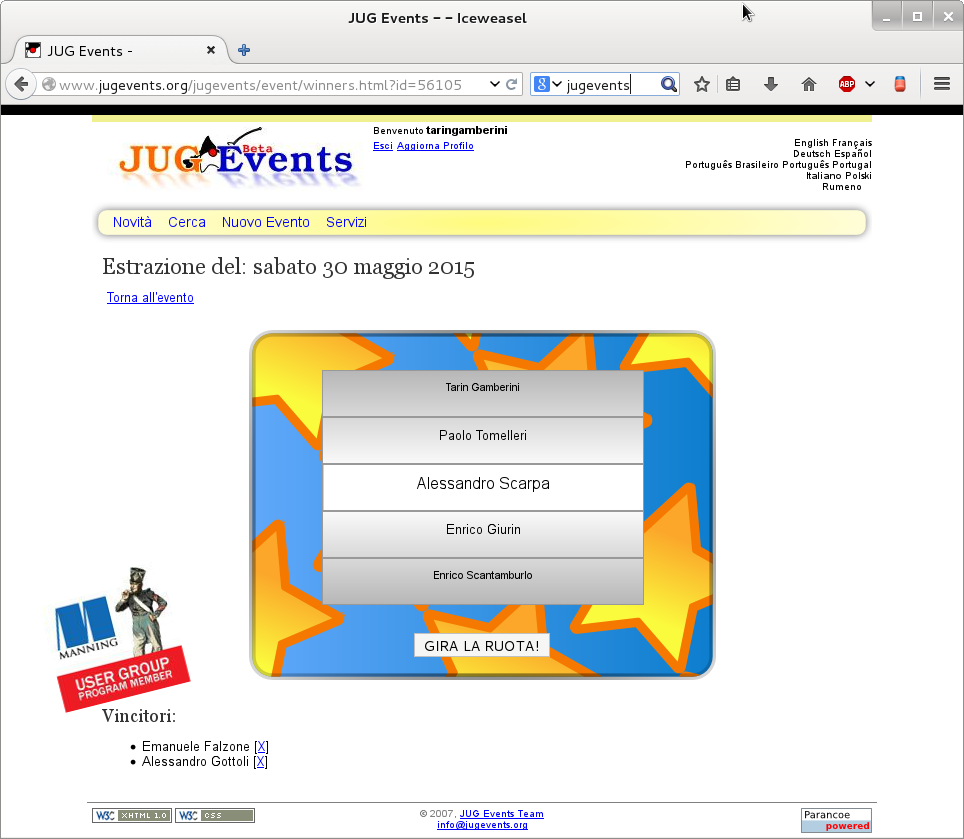 JUG Events - - Iceweasel
JUG Events -
www.jugevents.org/jugevents/event/winners.html?id=56105
8 jugevents
ABP
JUG Events
Beta
Benvenuto taringamberini
Esci Aggiorna Profilo
English Français
Deutsch Español
Português Brasileiro Português Portugal
Italiano Polski
Rumeno
Novità Cerca Nuovo Evento Servizi
Estrazione del: sabato 30 maggio 2015
Torna all'evento
Tarin Gamberini
Paolo Tomelleri
Alessandro Scarpa
Enrico Giurin
Enrico Scantamburlo
GIRA LA RUOTA!
MANNING
USER GROUP
PROGRAM MEMBER
Vincitori:
Emanuele Falzone [X]
Alessandro Gottoli [X]
W3C XHTML 1.0 W3C CSS
© 2007, JUG Events Team
info@jugevents.org
Parancoe
powered